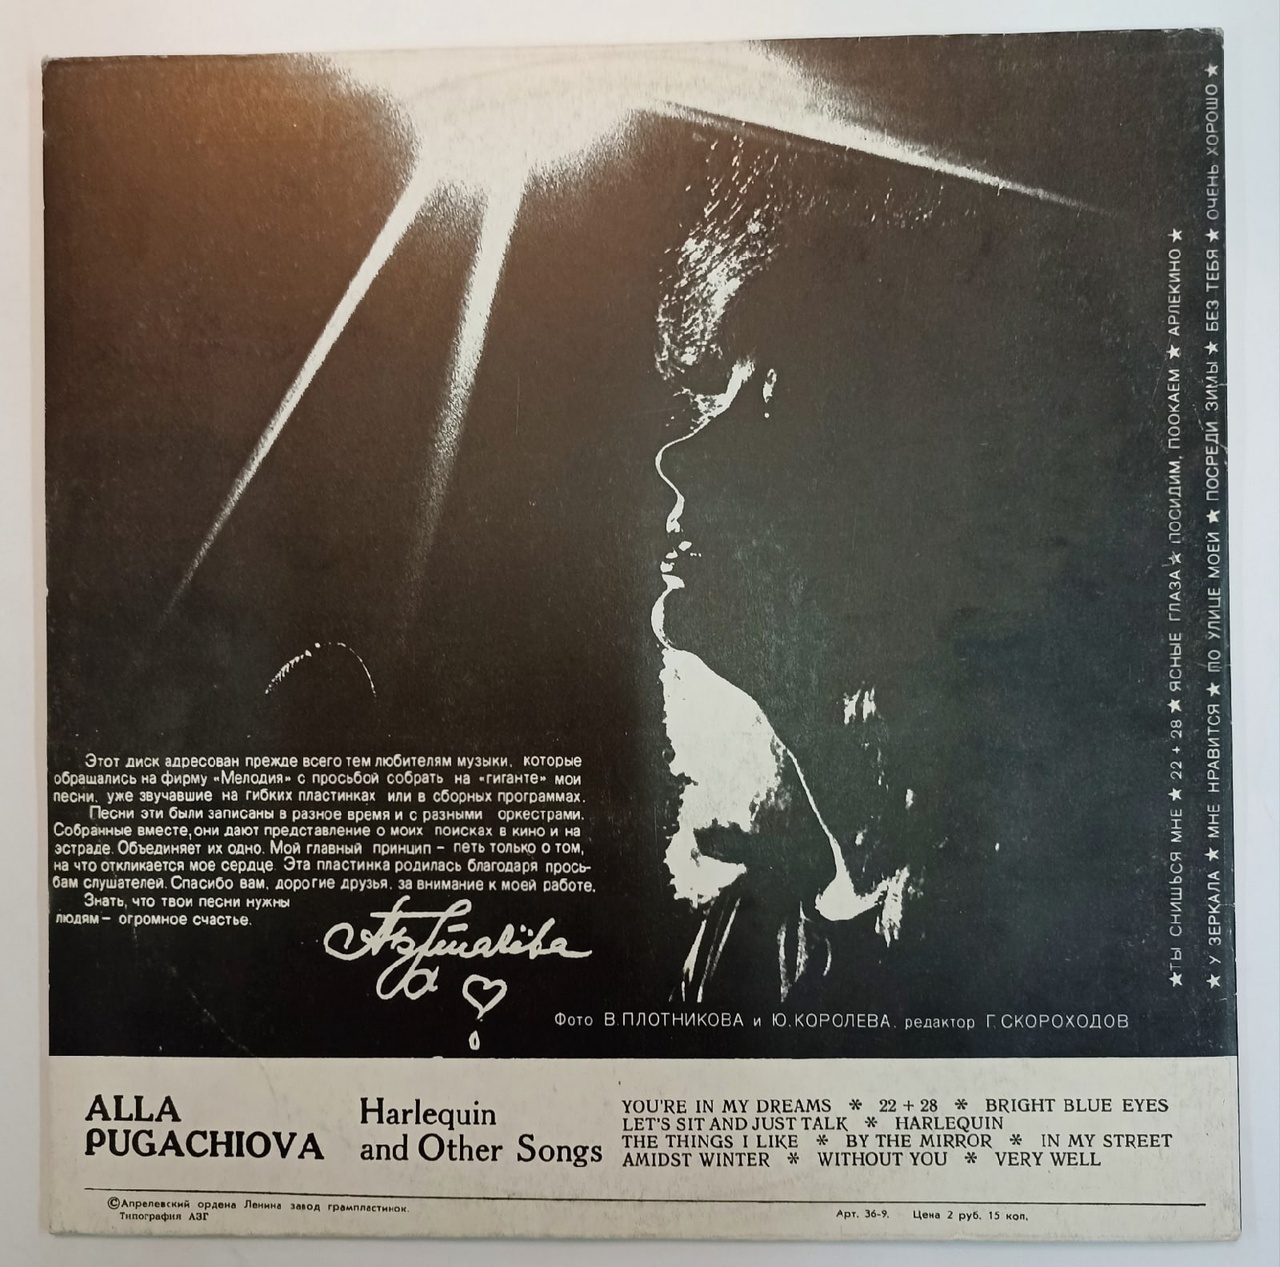 ★ТЫ СНИШЬСЯ МНЕ ★ 22 + 28 ★ ЯСНЫЕ ГЛАЗА ★ ПОСИДИМ, ПООКАЕМ ★ АРЛЕКИНО ★
★ У ЗЕРКАЛА ★ МНЕ НРАВИТСЯ ★ ПО УЛИЦЕ МОЕЙ ★ ПОСРЕДИ ЗИМЫ ★ БЕЗ ТЕБЯ ★ ОЧЕНЬ ХОРОШО ★
Этот диск адресован прежде всего тем любителям музыки, которые
обращались на фирму «Мелодия» с просьбой собрать на «гиганте» мои
песни, уже звучавшие на гибких пластинках или в сборных программах.
Песни эти были записаны в разное время и с разными оркестрами.
Собранные вместе, они дают представление о моих поисках в кино и на
эстраде. Объединяет их одно. Мой главный принцип – петь только о том,
на что откликается мое сердце. Эта пластинка родилась благодаря прось-
бам слушателей. Спасибо вам, дорогие друзья, за внимание к моей работе.
Знать, что твои песни нужны
людям – огромное счастье.
Фото В.ПЛОТНИКОВА и Ю.КОРОЛЕВА. редактор Г.СКОРОХОДОВ
ALLA
PUGACHIOVA
Harlequin
and Other Songs
YOU'RE IN MY DREAMS * 22 + 28 * BRIGHT BLUE EYES
LET'S SIT AND JUST TALK * HARLEQUIN
THE THINGS I LIKE * BY THE MIRROR * IN MY STREET
AMIDST WINTER * WITHOUT YOU * VERY WELL
©Апрелевский ордена Ленина завод грампластинок.
Типография АЗГ
Арт. 36-9. Цена 2 руб. 15 коп.